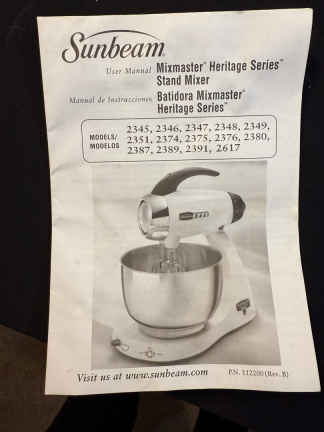 Sunbeam®
User Manual Mixmaster® Heritage Series™
Stand Mixer
Manual de Instrucciones Batidora Mixmaster®
Heritage Series™
MODELS/
MODELOS
2345, 2346, 2347, 2348, 2349,
2351, 2374, 2375, 2376, 2380,
2387, 2389, 2391, 2617
Visit us at www.sunbeam.com
P.N. 112200 (Rev. B)